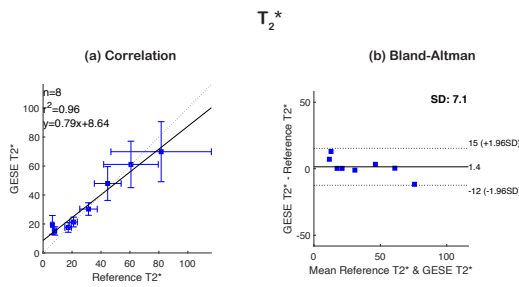 T2*
(a) Correlation
(b) Bland-Altman
n=8
r²=0.96
y=0.79x+8.64
100
80
60
40
20
0
GESE T2*
0 20 40 60 80 100
Reference T2*
SD: 7.1
50
0
-50
GESE T2* - Reference T2*
15 (+1.96SD)
1.4
-12 (-1.96SD)
0 50 100
Mean Reference T2* & GESE T2*